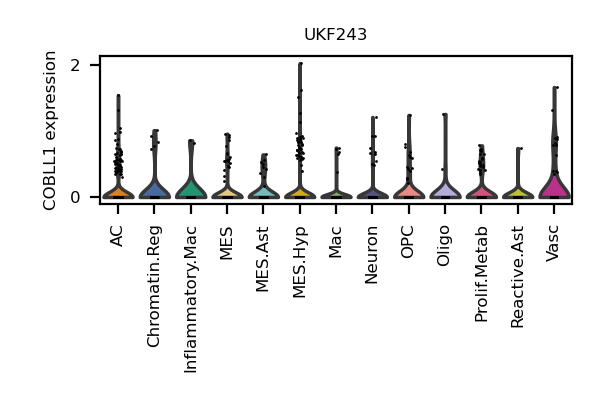 UKF243
COBLL1 expression
2
0
AC
Chromatin.Reg
Inflammatory.Mac
MES
MES.Ast
MES.Hyp
Mac
Neuron
OPC
Oligo
Prolif.Metab
Reactive.Ast
Vasc